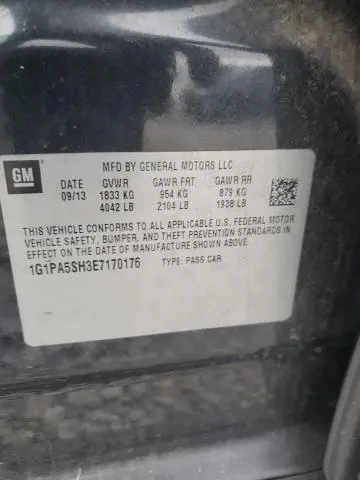 GM
MFD BY GENERAL MOTORS LLC
DATE GVWR GAWR FRT GAWR RR
09/13 1833 KG 954 KG 879 KG
4042 LB 2104 LB 1938 LB
THIS VEHICLE CONFORMS TO ALL APPLICABLE U.S. FEDERAL MOTOR
VEHICLE SAFETY, BUMPER, AND THEFT PREVENTION STANDARDS IN
EFFECT ON THE DATE OF MANUFACTURE SHOWN ABOVE.
1G1PA5SH3E7170176 TYPE: PASS CAR